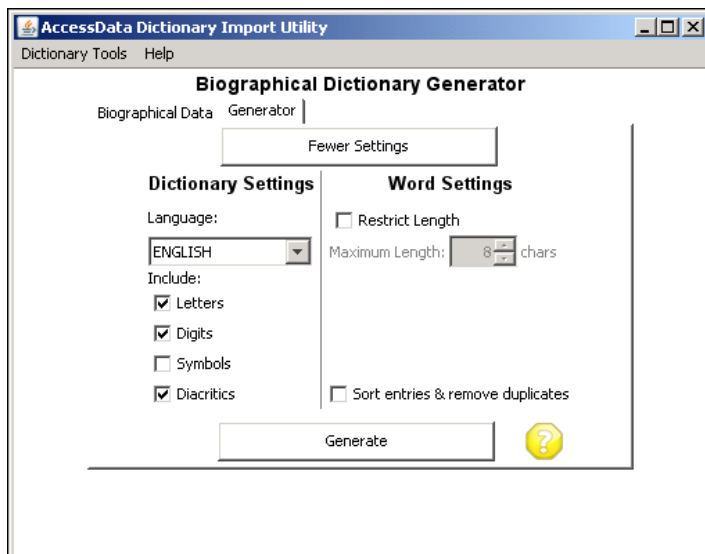 AccessData Dictionary Import Utility
Dictionary Tools Help
Biographical Dictionary Generator
Biographical Data Generator
Fewer Settings
Dictionary Settings Word Settings
Language: Restrict Length
ENGLISH Maximum Length: 8 chars
Include:
Letters
Digits
Symbols
Diacritics Sort entries & remove duplicates
Generate ?